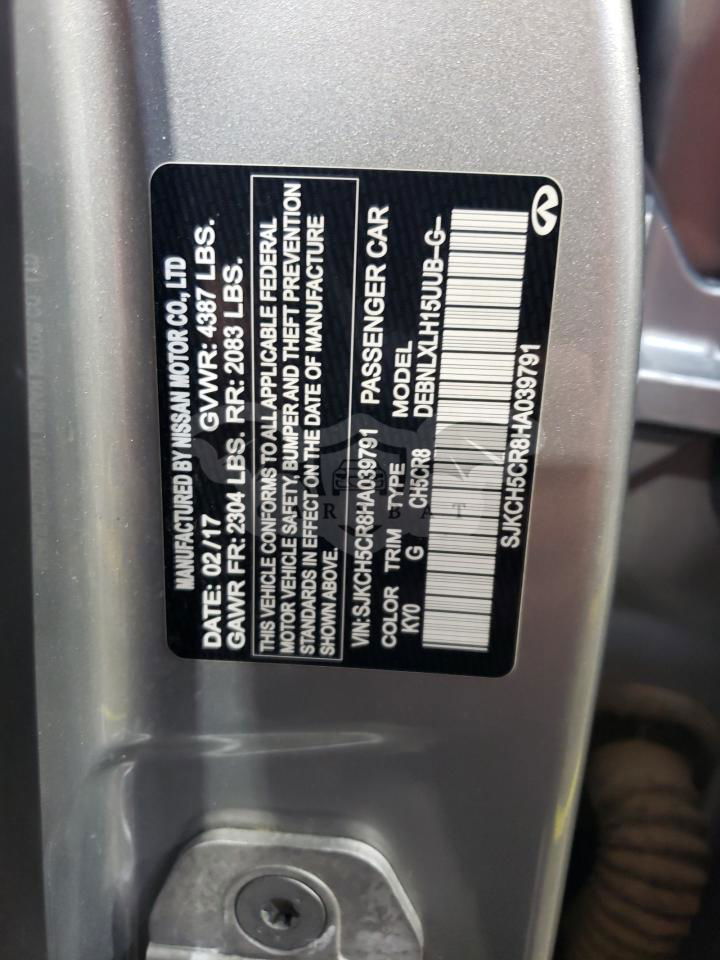 MANUFACTURED BY NISSAN MOTOR CO., LTD
DATE: 02/17 GVWR: 4387 LBS.
GAWR FR: 2304 LBS. RR: 2083 LBS.
THIS VEHICLE CONFORMS TO ALL APPLICABLE FEDERAL
MOTOR VEHICLE SAFETY, BUMPER AND THEFT PREVENTION
STANDARDS IN EFFECT ON THE DATE OF MANUFACTURE
SHOWN ABOVE.
VIN: SJKCH5CR8HA039791 PASSENGER CAR
COLOR TRIM TYPE MODEL
KY0 G CH5CR8 DEBNLXLH15UUB-G-
SJKCH5CR8HA039791
CAR BAT